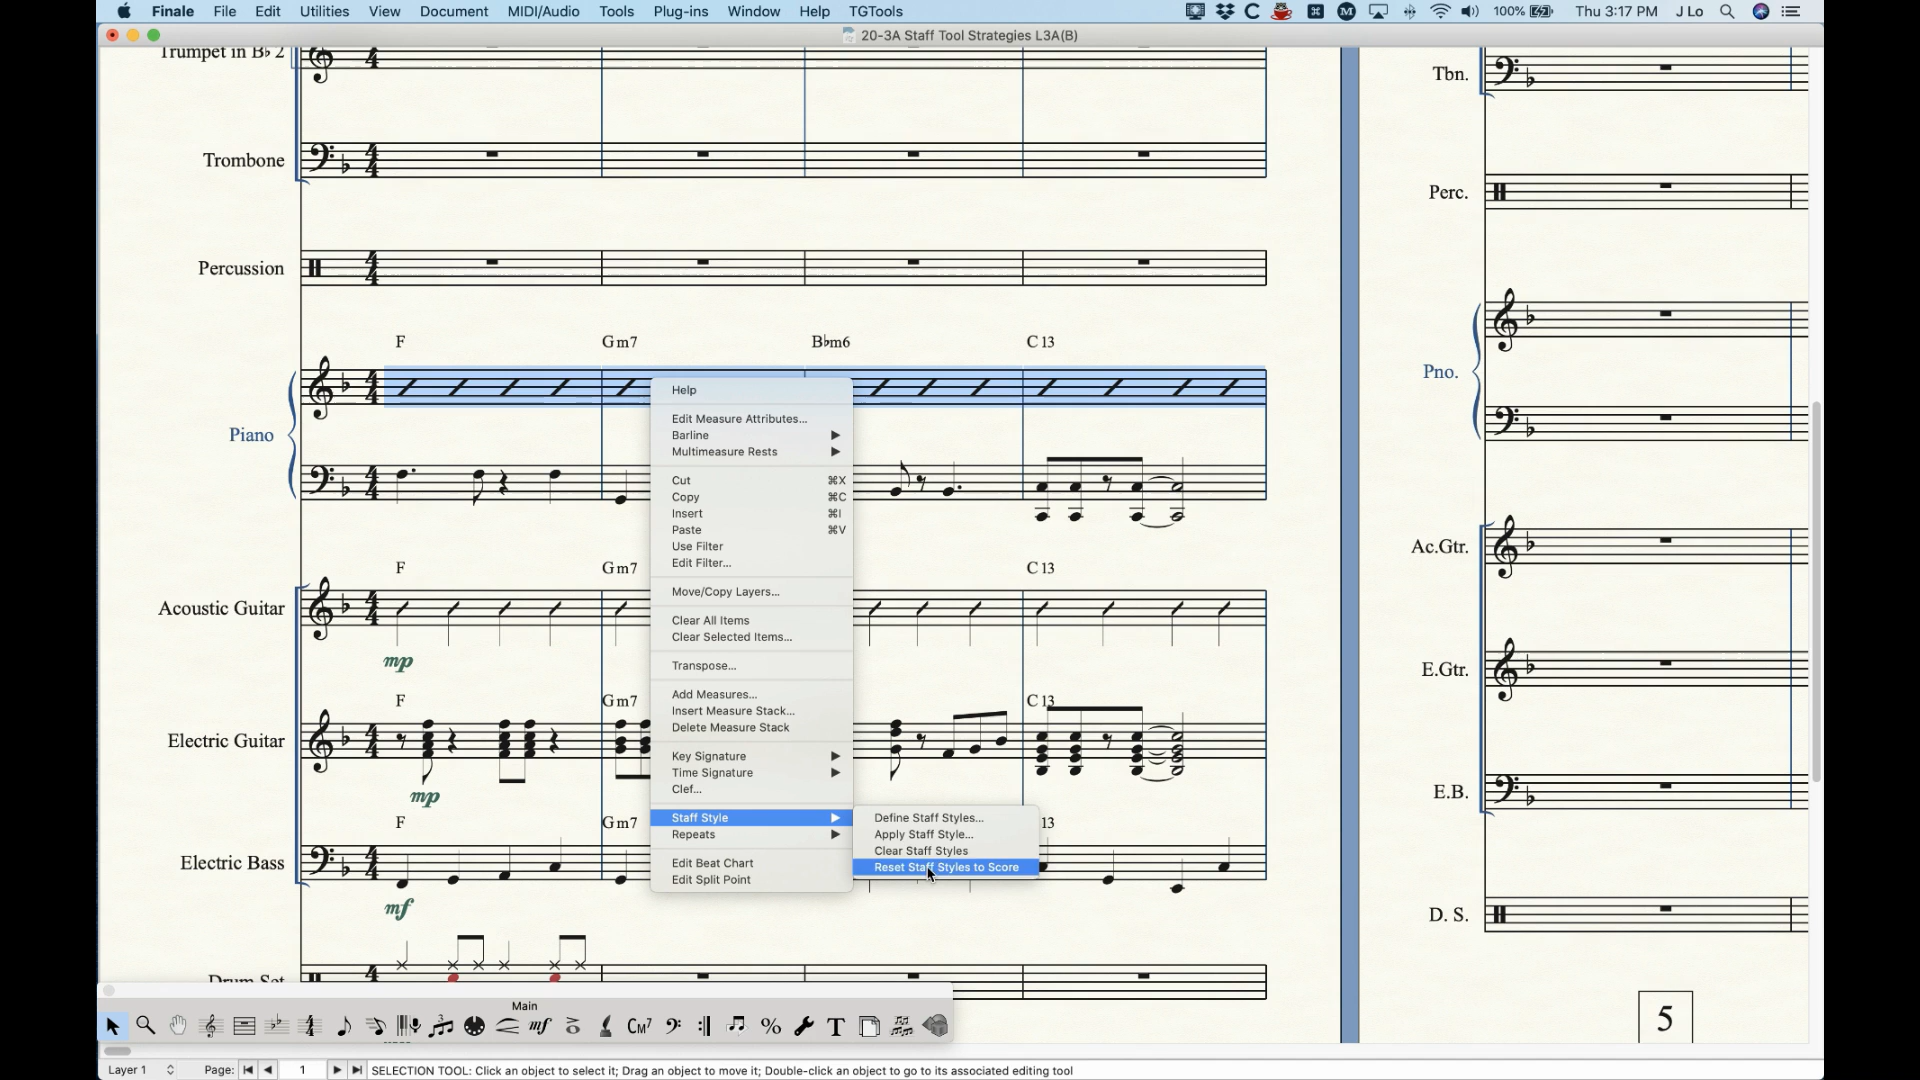 Finale File Edit Utilities View Document MIDI/Audio Tools Plug-ins Window Help TGTools 100% Thu 3:17 PM J Lo
20-3A Staff Tool Strategies L3A(B)
Trumpet in B♭ 2
Tbn.
Trombone
Perc.
Percussion
F Gm7 B♭m6 C13
Pno.
Piano
Help
Edit Measure Attributes...
Barline
Multimeasure Rests
Cut ⌘X
Copy ⌘C
Insert ⌘I
Paste ⌘V
Use Filter
Edit Filter...
Move/Copy Layers...
Clear All Items
Clear Selected Items...
Transpose...
Add Measures...
Insert Measure Stack...
Delete Measure Stack
Key Signature
Time Signature
Clef...
Staff Style
Repeats
Edit Beat Chart
Edit Split Point
Define Staff Styles...
Apply Staff Style...
Clear Staff Styles
Reset Staff Styles to Score
F Gm7 C13
Acoustic Guitar
mp
Ac.Gtr.
F Gm7 C13
Electric Guitar
mp
E.Gtr.
F Gm7 13
Electric Bass
mf
E.B.
Drum Set
D. S.
5
Main
mf CM7 % T
Layer 1 Page: 1 SELECTION TOOL: Click an object to select it; Drag an object to move it; Double-click an object to go to its associated editing tool